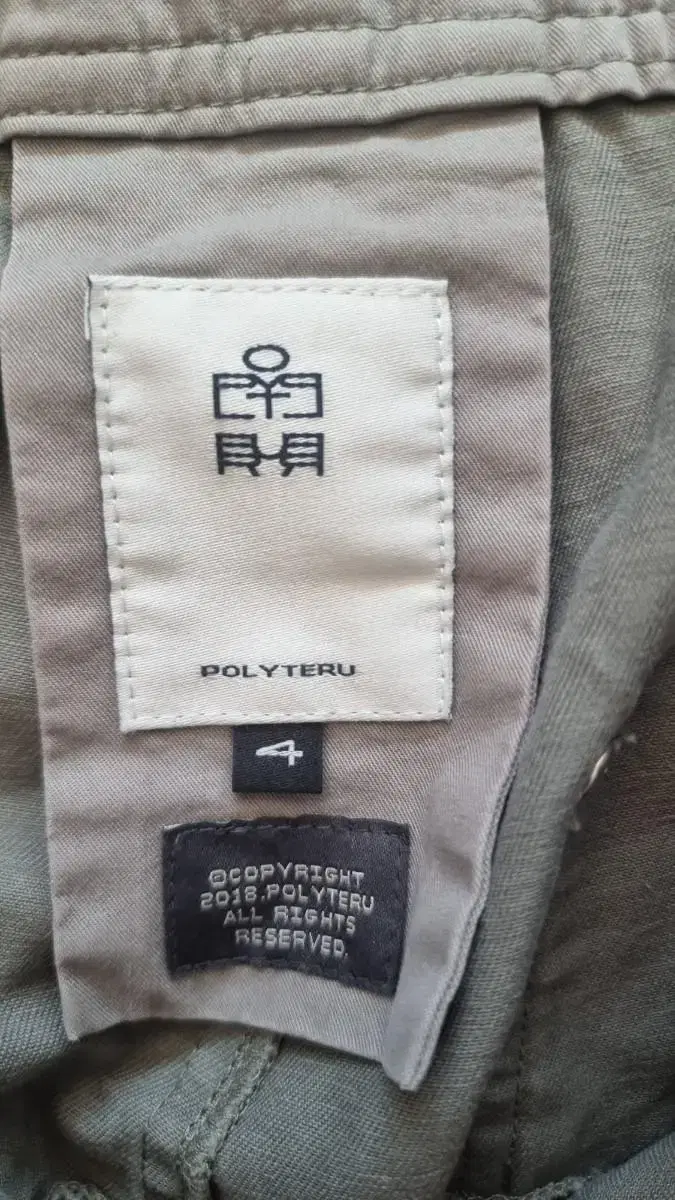 POLYTERU
4
©COPYRIGHT
2018.POLYTERU
ALL RIGHTS
RESERVED.